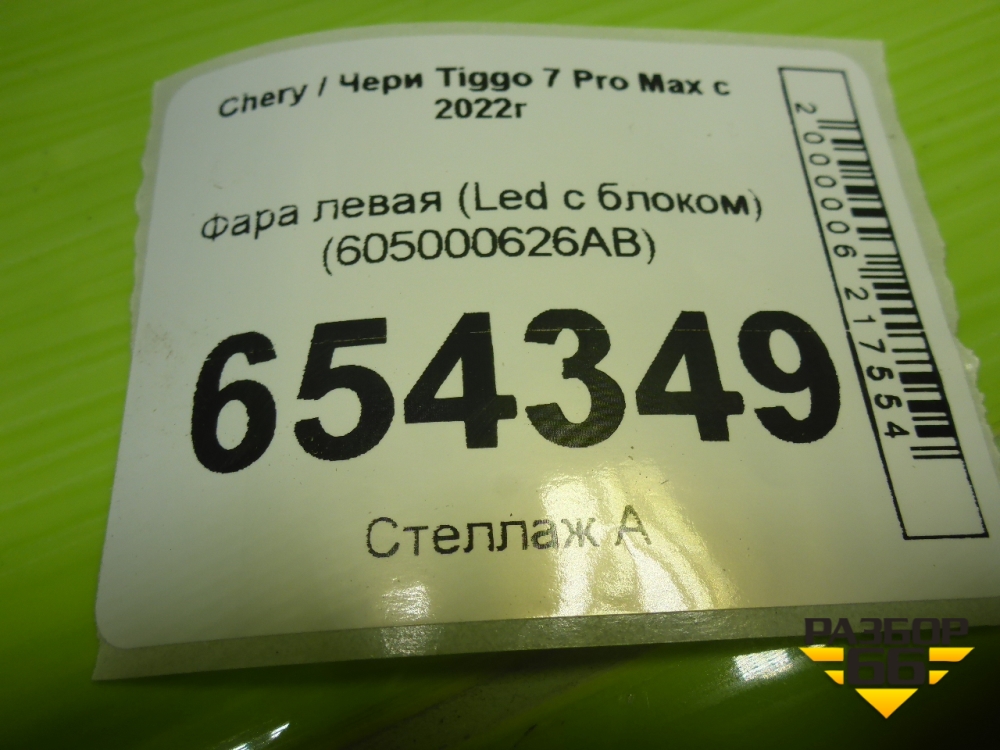 Chery / Чери Tiggo 7 Pro Max с
2022г
Фара левая (Led с блоком)
(605000626AB)
654349
Стеллаж А
2000006217554
РАЗБОР
66